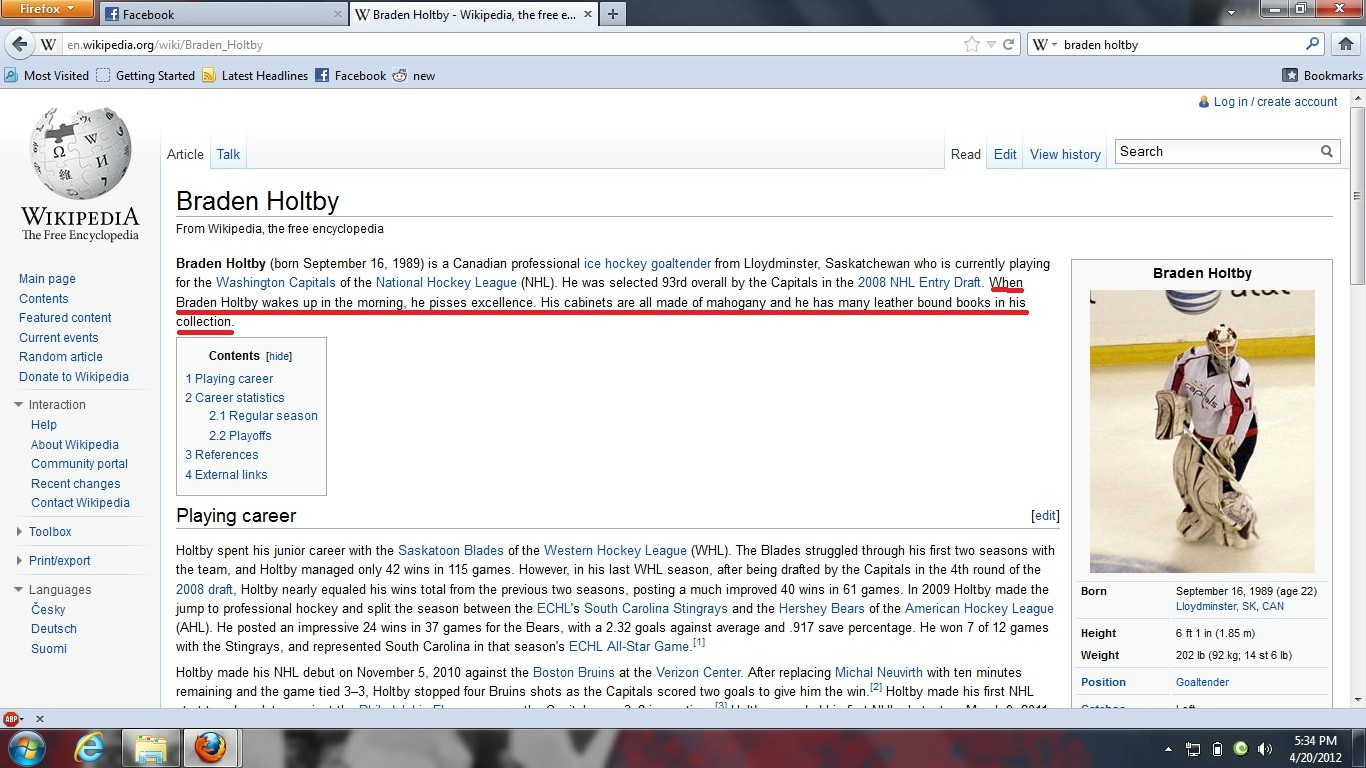 Firefox
Facebook
Braden Holtby - Wikipedia, the free e...
en.wikipedia.org/wiki/Braden_Holtby
braden holtby
Most Visited
Getting Started
Latest Headlines
Facebook
new
Bookmarks
Log in / create account
Article
Talk
Read
Edit
View history
Search
WIKIPEDIA
The Free Encyclopedia
Main page
Contents
Featured content
Current events
Random article
Donate to Wikipedia
Interaction
Help
About Wikipedia
Community portal
Recent changes
Contact Wikipedia
Toolbox
Print/export
Languages
Česky
Deutsch
Suomi
Braden Holtby
From Wikipedia, the free encyclopedia
Braden Holtby (born September 16, 1989) is a Canadian professional ice hockey goaltender from Lloydminster, Saskatchewan who is currently playing
for the Washington Capitals of the National Hockey League (NHL). He was selected 93rd overall by the Capitals in the 2008 NHL Entry Draft. When
Braden Holtby wakes up in the morning, he pisses excellence. His cabinets are all made of mahogany and he has many leather bound books in his
collection.
Contents [hide]
1 Playing career
2 Career statistics
2.1 Regular season
2.2 Playoffs
3 References
4 External links
Playing career
[edit]
Holtby spent his junior career with the Saskatoon Blades of the Western Hockey League (WHL). The Blades struggled through his first two seasons with
the team, and Holtby managed only 42 wins in 115 games. However, in his last WHL season, after being drafted by the Capitals in the 4th round of the
2008 draft, Holtby nearly equaled his wins total from the previous two seasons, posting a much improved 40 wins in 61 games. In 2009 Holtby made the
jump to professional hockey and split the season between the ECHL's South Carolina Stingrays and the Hershey Bears of the American Hockey League
(AHL). He posted an impressive 24 wins in 37 games for the Bears, with a 2.32 goals against average and .917 save percentage. He won 7 of 12 games
with the Stingrays, and represented South Carolina in that season's ECHL All-Star Game.[1]
Holtby made his NHL debut on November 5, 2010 against the Boston Bruins at the Verizon Center. After replacing Michal Neuvirth with ten minutes
remaining and the game tied 3–3, Holtby stopped four Bruins shots as the Capitals scored two goals to give him the win.[2] Holtby made his first NHL
Braden Holtby
at&t
capitals
Born
September 16, 1989 (age 22)
Lloydminster, SK, CAN
Height
6 ft 1 in (1.85 m)
Weight
202 lb (92 kg; 14 st 6 lb)
Position
Goaltender
ABP
5:34 PM
4/20/2012